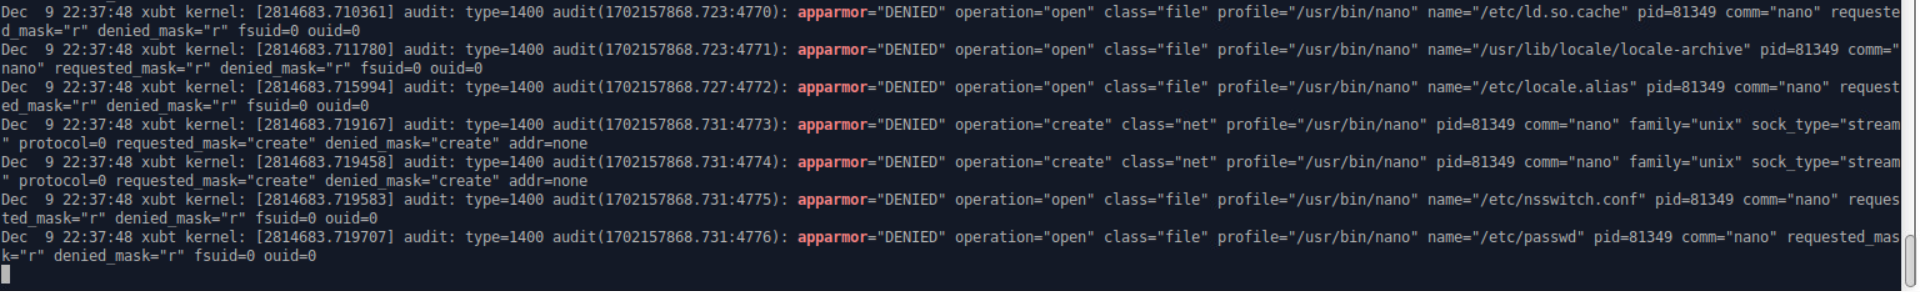 Dec  9 22:37:48 xubt kernel: [2814683.710361] audit: type=1400 audit(1702157868.723:4770): apparmor="DENIED" operation="open" class="file" profile="/usr/bin/nano" name="/etc/ld.so.cache" pid=81349 comm="nano" requeste
d_mask="r" denied_mask="r" fsuid=0 ouid=0
Dec  9 22:37:48 xubt kernel: [2814683.711780] audit: type=1400 audit(1702157868.723:4771): apparmor="DENIED" operation="open" class="file" profile="/usr/bin/nano" name="/usr/lib/locale/locale-archive" pid=81349 comm="
nano" requested_mask="r" denied_mask="r" fsuid=0 ouid=0
Dec  9 22:37:48 xubt kernel: [2814683.715994] audit: type=1400 audit(1702157868.727:4772): apparmor="DENIED" operation="open" class="file" profile="/usr/bin/nano" name="/etc/locale.alias" pid=81349 comm="nano" request
ed_mask="r" denied_mask="r" fsuid=0 ouid=0
Dec  9 22:37:48 xubt kernel: [2814683.719167] audit: type=1400 audit(1702157868.731:4773): apparmor="DENIED" operation="create" class="net" profile="/usr/bin/nano" pid=81349 comm="nano" family="unix" sock_type="stream
" protocol=0 requested_mask="create" denied_mask="create" addr=none
Dec  9 22:37:48 xubt kernel: [2814683.719458] audit: type=1400 audit(1702157868.731:4774): apparmor="DENIED" operation="create" class="net" profile="/usr/bin/nano" pid=81349 comm="nano" family="unix" sock_type="stream
" protocol=0 requested_mask="create" denied_mask="create" addr=none
Dec  9 22:37:48 xubt kernel: [2814683.719583] audit: type=1400 audit(1702157868.731:4775): apparmor="DENIED" operation="open" class="file" profile="/usr/bin/nano" name="/etc/nsswitch.conf" pid=81349 comm="nano" reques
ted_mask="r" denied_mask="r" fsuid=0 ouid=0
Dec  9 22:37:48 xubt kernel: [2814683.719707] audit: type=1400 audit(1702157868.731:4776): apparmor="DENIED" operation="open" class="file" profile="/usr/bin/nano" name="/etc/passwd" pid=81349 comm="nano" requested_mas
k="r" denied_mask="r" fsuid=0 ouid=0